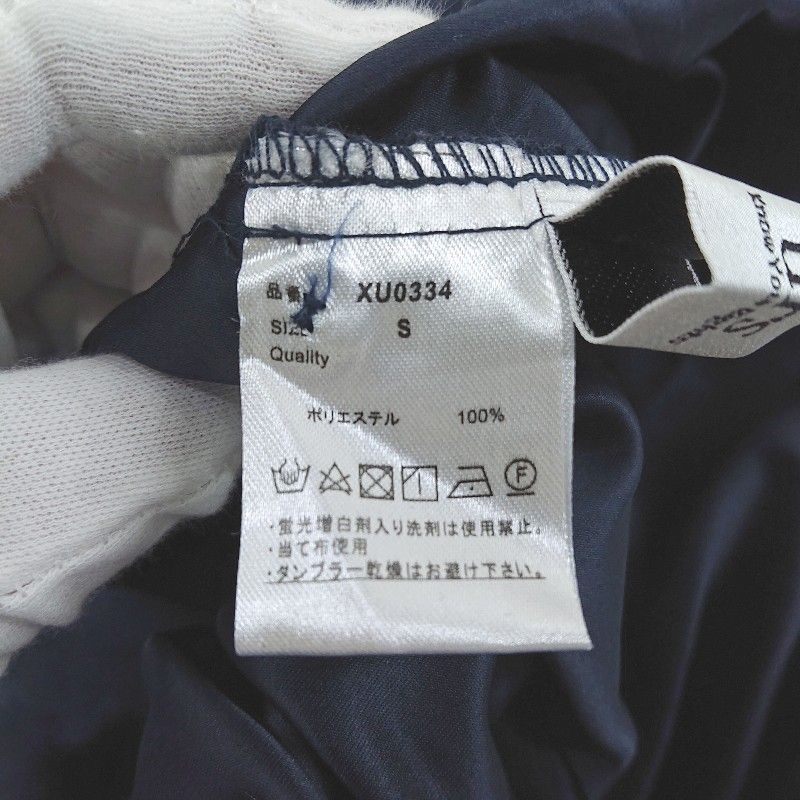 品番 XU0334
Size S
Quality
ポリエステル 100%
F
・蛍光増白剤入り洗剤は使用禁止。
・当て布使用
・タンブラー乾燥はお避け下さい。
Know You